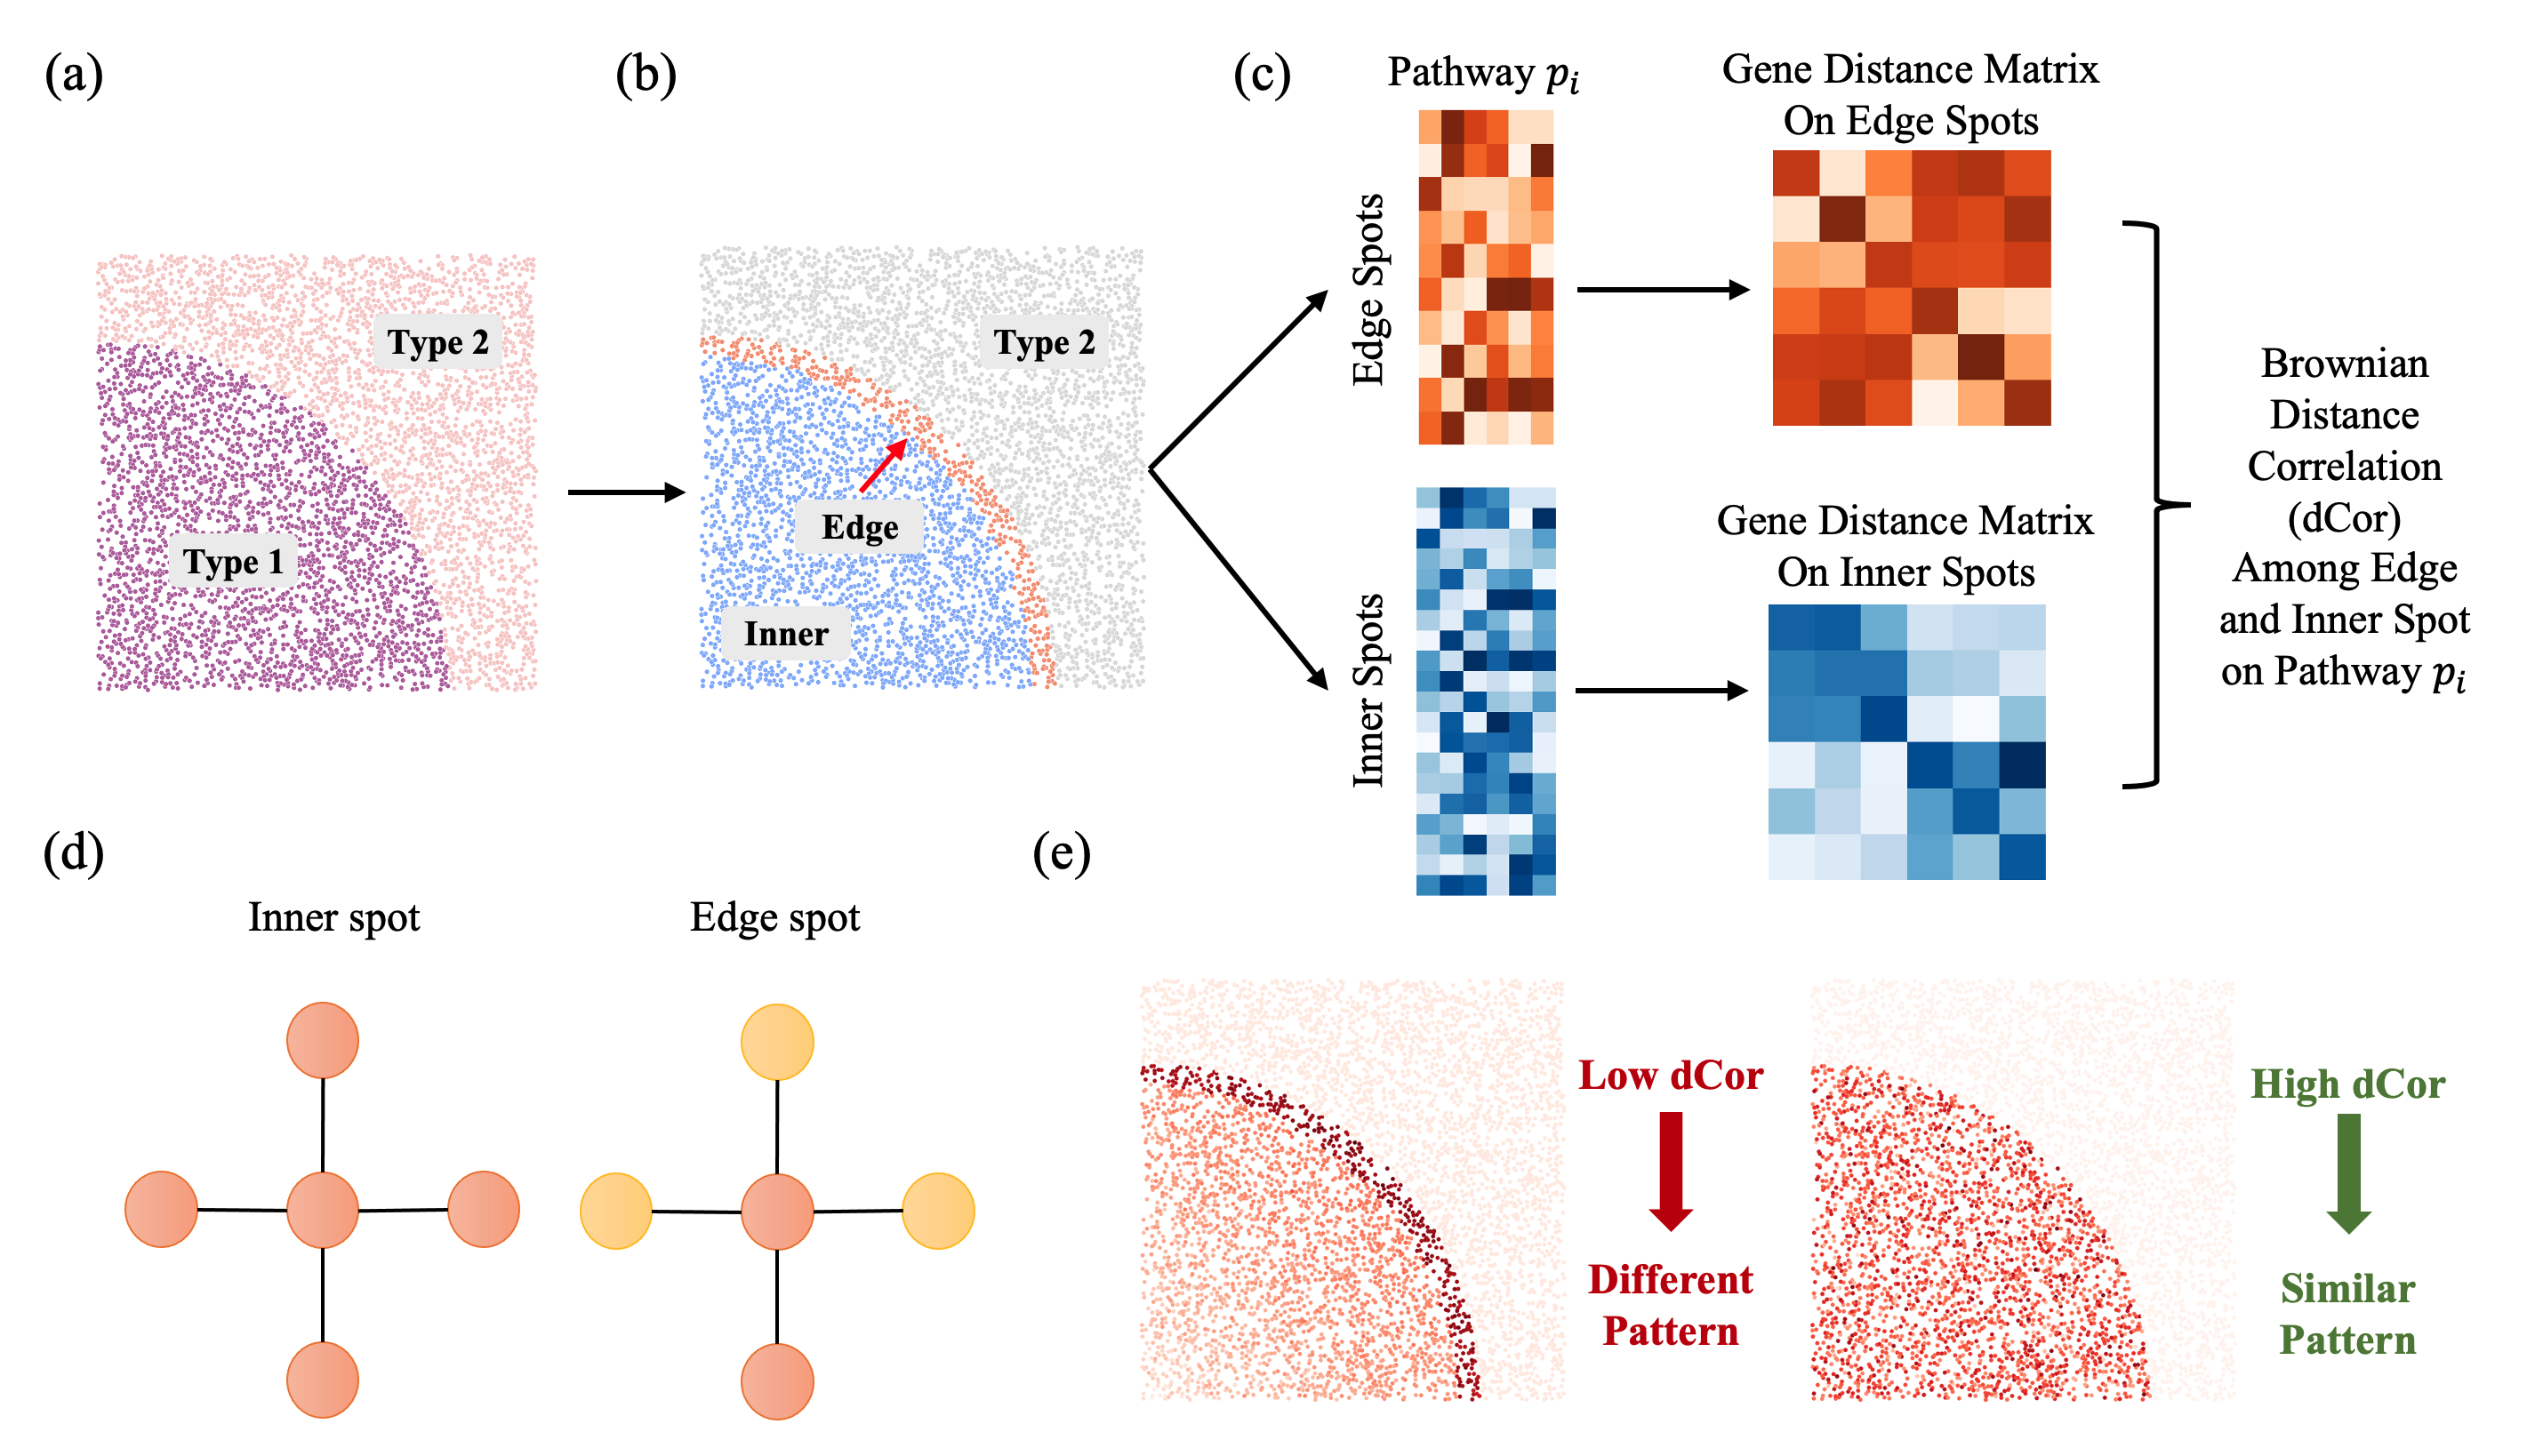 (a)
Type 2
Type 1
(b)
Type 2
Edge
Inner
(c)
Pathway pᵢ
Edge Spots
Gene Distance Matrix
On Edge Spots
Inner Spots
Gene Distance Matrix
On Inner Spots
Brownian
Distance
Correlation
(dCor)
Among Edge
and Inner Spot
on Pathway pᵢ
(d)
Inner spot
Edge spot
(e)
Low dCor
Different
Pattern
High dCor
Similar
Pattern